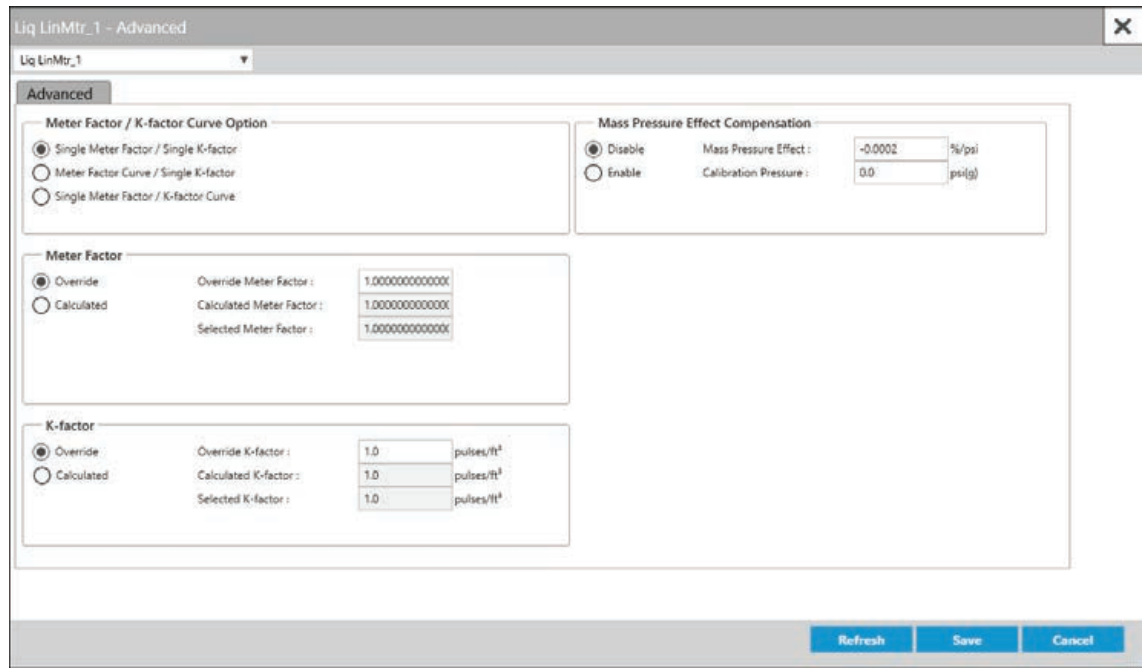 Liq LinMtr_1 - Advanced
Liq LinMtr_1
Advanced
Meter Factor / K-factor Curve Option
Single Meter Factor / Single K-factor
Meter Factor Curve / Single K-factor
Single Meter Factor / K-factor Curve
Mass Pressure Effect Compensation
Disable Mass Pressure Effect : -0.0002 %/psi
Enable Calibration Pressure : 0.0 psi(g)
Meter Factor
Override Override Meter Factor : 1.000000000000
Calculated Calculated Meter Factor : 1.000000000000
Selected Meter Factor : 1.000000000000
K-factor
Override Override K-factor : 1.0 pulses/ft³
Calculated Calculated K-factor : 1.0 pulses/ft³
Selected K-factor : 1.0 pulses/ft³
Refresh Save Cancel